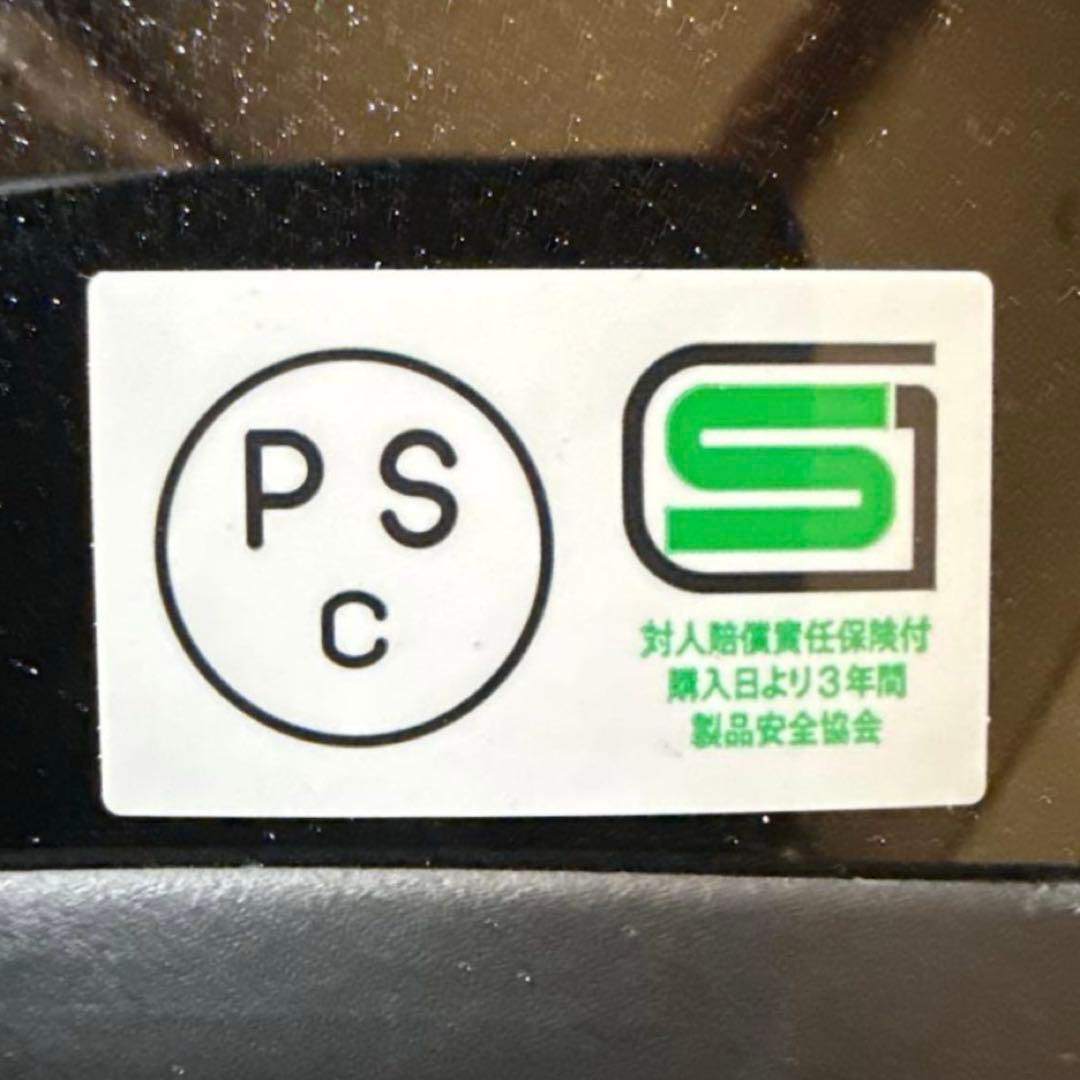 P S
C
SG
対人賠償責任保険付
購入日より3年間
製品安全協会